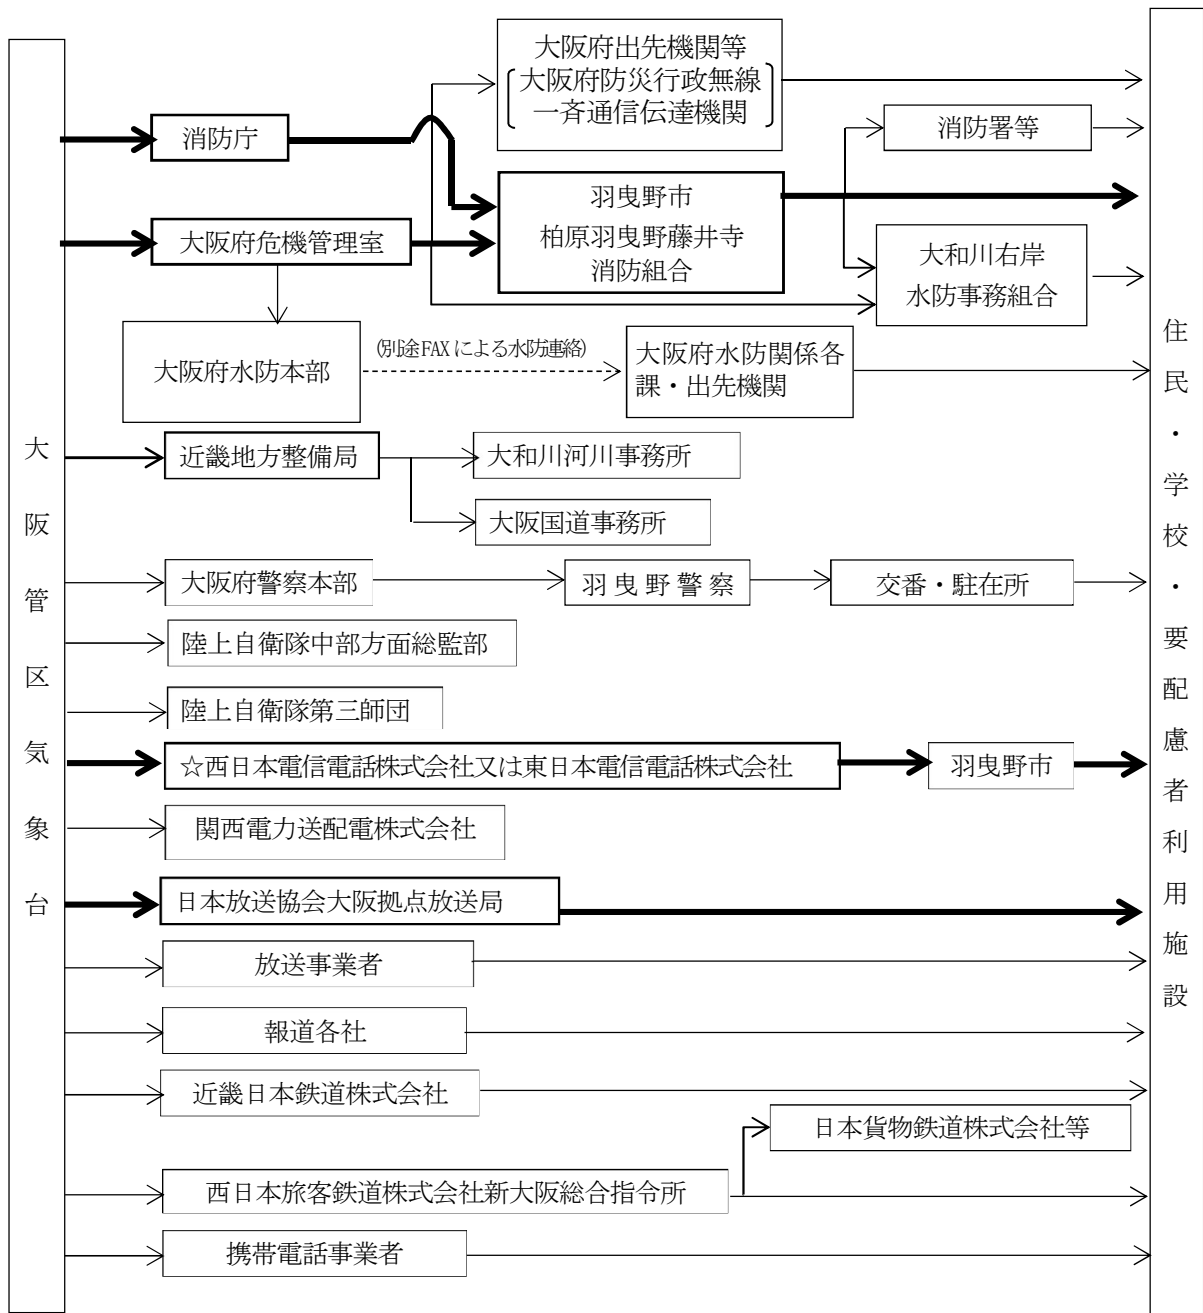 大阪管区気象台
消防庁
大阪府危機管理室
大阪府水防本部
(別途FAXによる水防連絡)
大阪府出先機関等
大阪府防災行政無線
一斉通信伝達機関
羽曳野市
柏原羽曳野藤井寺
消防組合
消防署等
大和川右岸
水防事務組合
大阪府水防関係各
課・出先機関
近畿地方整備局
大和川河川事務所
大阪国道事務所
大阪府警察本部
羽曳野警察
交番・駐在所
陸上自衛隊中部方面総監部
陸上自衛隊第三師団
☆西日本電信電話株式会社又は東日本電信電話株式会社
羽曳野市
関西電力送配電株式会社
日本放送協会大阪拠点放送局
放送事業者
報道各社
近畿日本鉄道株式会社
日本貨物鉄道株式会社等
西日本旅客鉄道株式会社新大阪総合指令所
携帯電話事業者
住民・学校・要配慮者利用施設